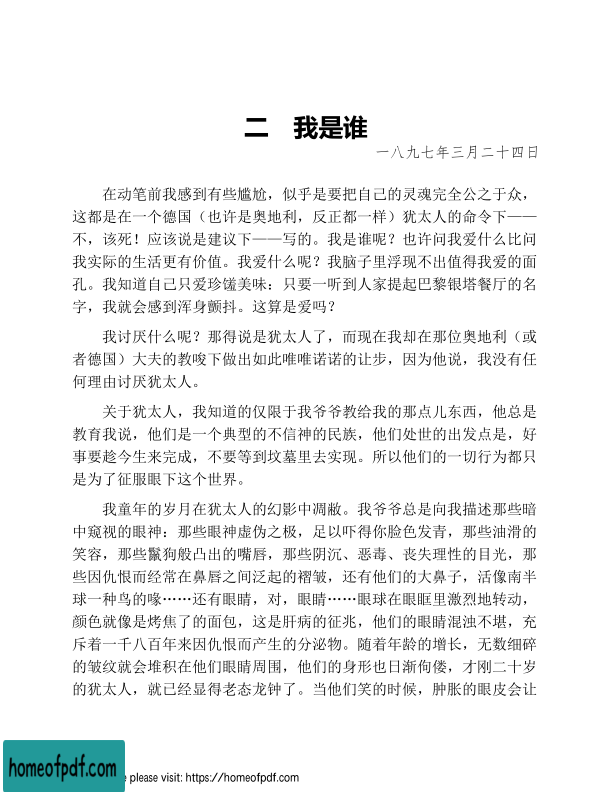 二　我是谁
一八九七年三月二十四日
在动笔前我感到有些尴尬，似乎是要把自己的灵魂完全公之于众，
这都是在一个德国（也许是奥地利，反正都一样）犹太人的命令下——
不，该死！应该说是建议下——写的。我是谁呢？也许问我爱什么比问
我实际的生活更有价值。我爱什么呢？我脑子里浮现不出值得我爱的面
孔。我知道自己只爱珍馐美味：只要一听到人家提起巴黎银塔餐厅的名
字，我就会感到浑身颤抖。这算是爱吗？
我讨厌什么呢？那得说是犹太人了，而现在我却在那位奥地利（或
者德国）大夫的教唆下做出如此唯唯诺诺的让步，因为他说，我没有任
何理由讨厌犹太人。
关于犹太人，我知道的仅限于我爷爷教给我的那点儿东西，他总是
教育我说，他们是一个典型的不信神的民族，他们处世的出发点是，好
事要趁今生来完成，不要等到坟墓里去实现。所以他们的一切行为都只
是为了征服眼下这个世界。
我童年的岁月在犹太人的幻影中凋敝。我爷爷总是向我描述那些暗
中窥视的眼神：那些眼神虚伪之极，足以吓得你脸色发青，那些油滑的
笑容，那些鬣狗般凸出的嘴唇，那些阴沉、恶毒、丧失理性的目光，那
些因仇恨而经常在鼻唇之间泛起的褶皱，还有他们的大鼻子，活像南半
球一种鸟的喙……还有眼睛，对，眼睛……眼球在眼眶里激烈地转动，
颜色就像是烤焦了的面包，这是肝病的征兆，他们的眼睛混浊不堪，充
斥着一千八百年来因仇恨而产生的分泌物。随着年龄的增长，无数细碎
的皱纹就会堆积在他们眼睛周围，他们的身形也日渐佝偻，才刚二十岁
的犹太人，就已经显得老态龙钟了。当他们笑的时候，肿胀的眼皮会让
homeofpdf.com
e please visit: https://homeofpdf.com